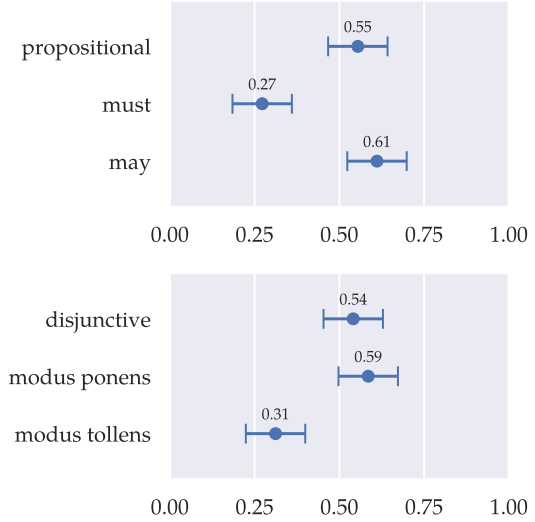 0.55
propositional
0.27
must
0.61
may
0.00 0.25 0.50 0.75 1.00
0.54
disjunctive
0.59
modus ponens
0.31
modus tollens
0.00 0.25 0.50 0.75 1.00